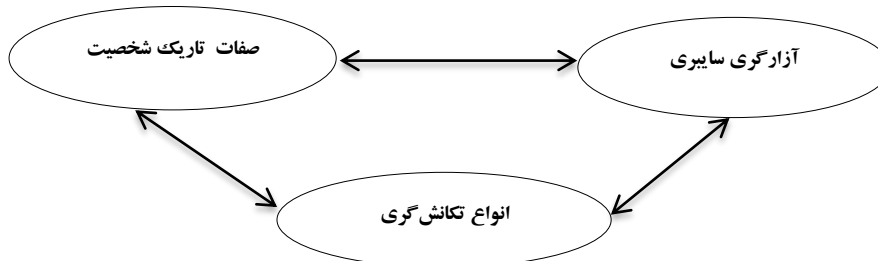 آزارگری سایبری
صفات تاریک شخصیت
انواع تکانش‌گری